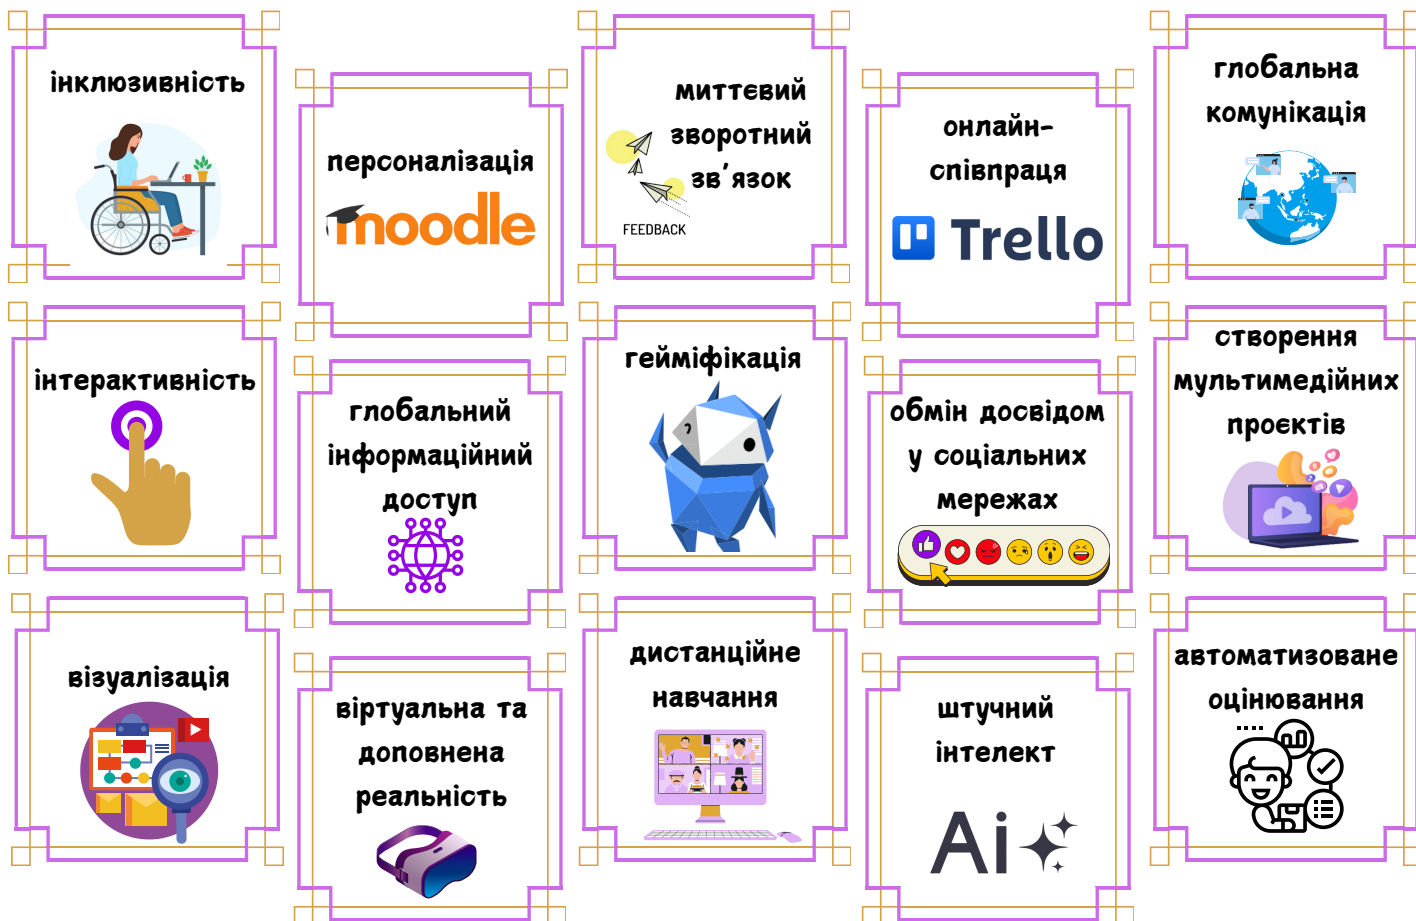 інклюзивність
персоналізація
moodle
миттєвий
зворотний
зв'язок
FEEDBACK
онлайн-
співпраця
Trello
глобальна
комунікація
інтерактивність
глобальний
інформаційний
доступ
гейміфікація
обмін досвідом
у соціальних
мережах
створення
мультимедійних
проєктів
візуалізація
віртуальна та
доповнена
реальність
дистанційне
навчання
штучний
інтелект
Ai
автоматизоване
оцінювання